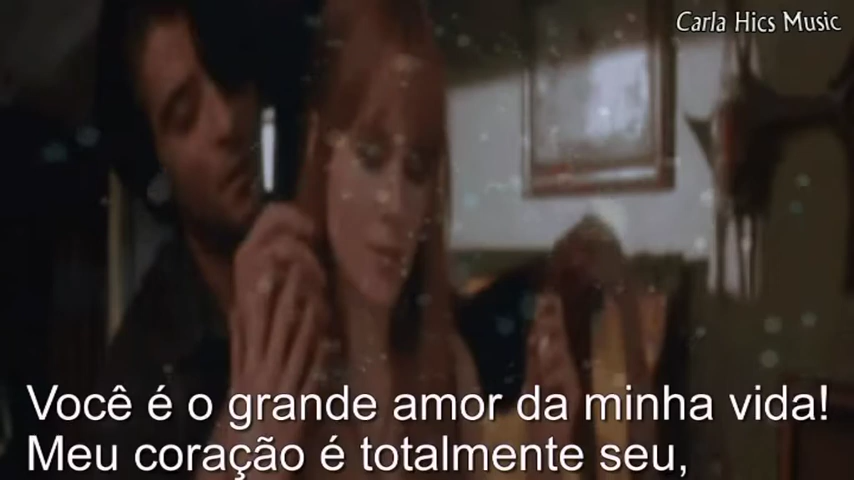 Carla Hics Music
Você é o grande amor da minha vida!
Meu coração é totalmente seu,